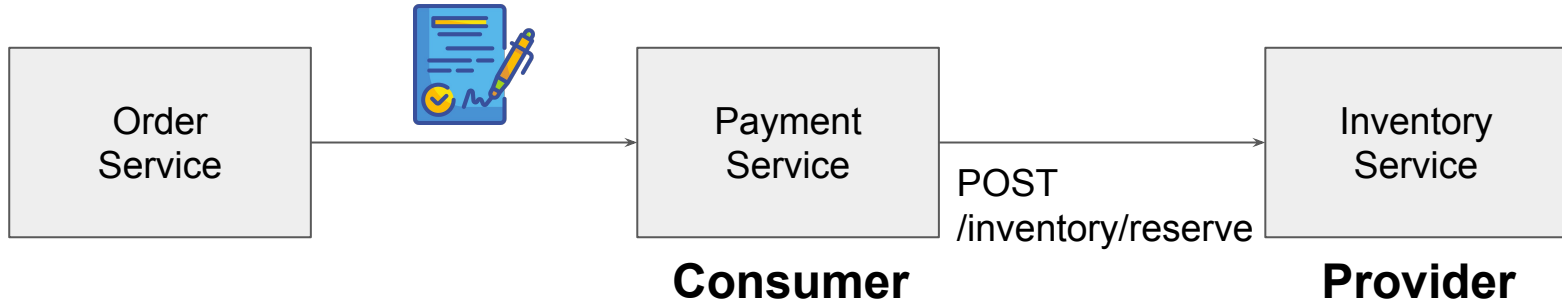 Order
Service
Payment
Service
Inventory
Service
POST
/inventory/reserve
Consumer
Provider